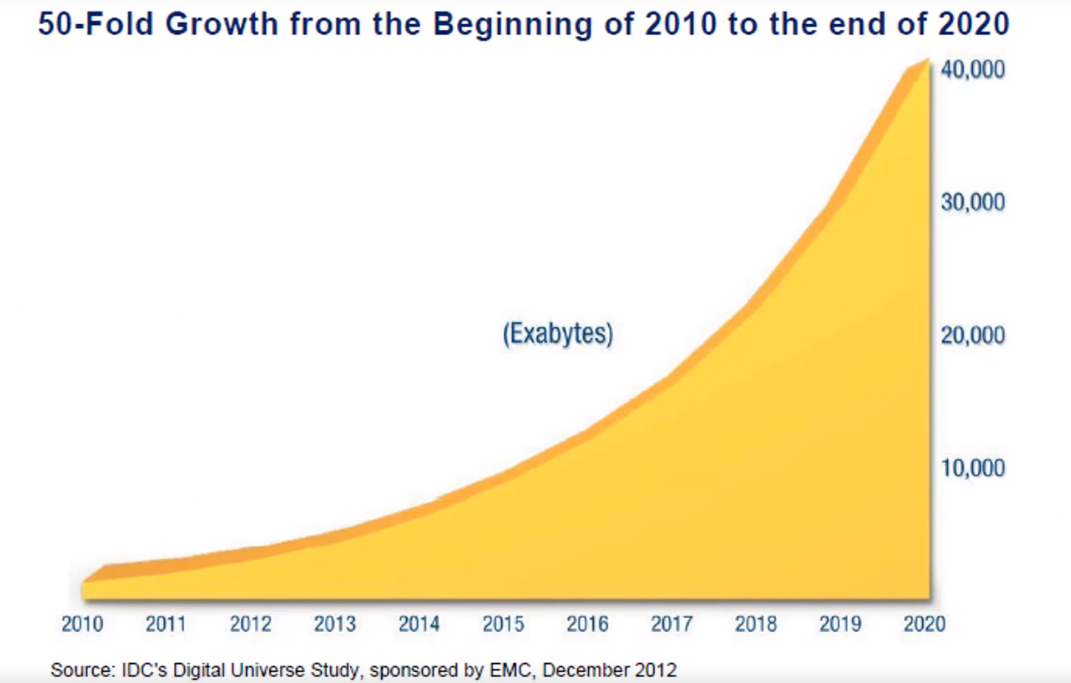 50-Fold Growth from the Beginning of 2010 to the end of 2020
40,000
30,000
(Exabytes)
20,000
10,000
2010 2011 2012 2013 2014 2015 2016 2017 2018 2019 2020
Source: IDC's Digital Universe Study, sponsored by EMC, December 2012